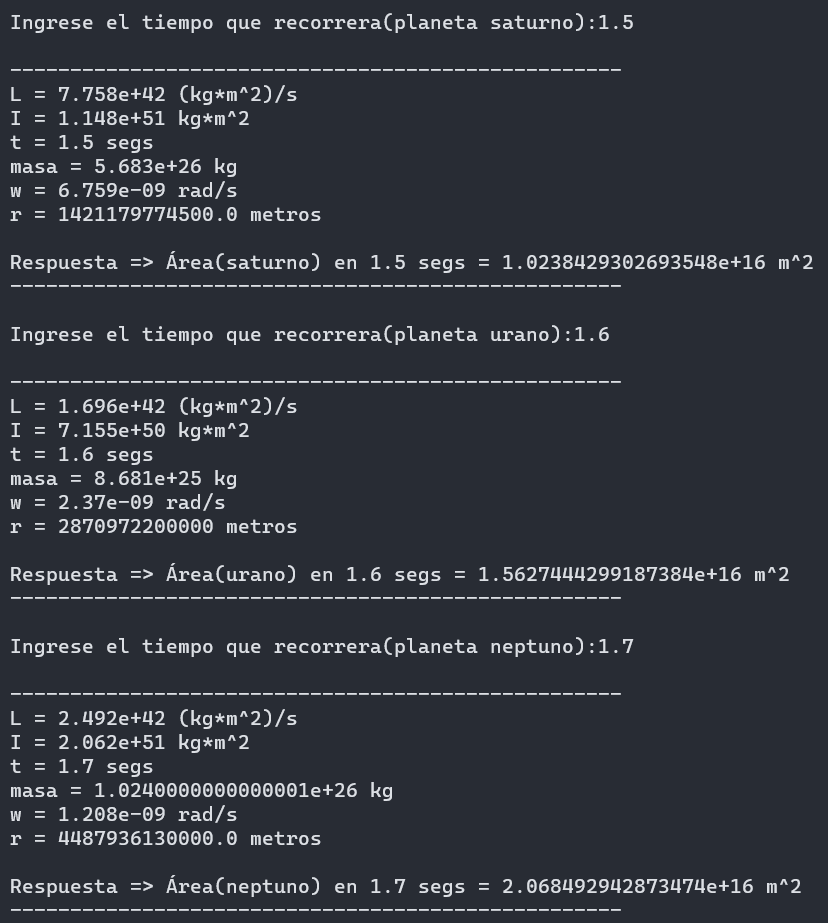 Ingrese el tiempo que recorrera(planeta saturno):1.5
---------------------------------------------------
L = 7.758e+42 (kg*m^2)/s
I = 1.148e+51 kg*m^2
t = 1.5 segs
masa = 5.683e+26 kg
w = 6.759e-09 rad/s
r = 1421179774500.0 metros
Respuesta => Área(saturno) en 1.5 segs = 1.0238429302693548e+16 m^2
---------------------------------------------------
Ingrese el tiempo que recorrera(planeta urano):1.6
---------------------------------------------------
L = 1.696e+42 (kg*m^2)/s
I = 7.155e+50 kg*m^2
t = 1.6 segs
masa = 8.681e+25 kg
w = 2.37e-09 rad/s
r = 2870972200000 metros
Respuesta => Área(urano) en 1.6 segs = 1.5627444299187384e+16 m^2
---------------------------------------------------
Ingrese el tiempo que recorrera(planeta neptuno):1.7
---------------------------------------------------
L = 2.492e+42 (kg*m^2)/s
I = 2.062e+51 kg*m^2
t = 1.7 segs
masa = 1.0240000000000001e+26 kg
w = 1.208e-09 rad/s
r = 4487936130000.0 metros
Respuesta => Área(neptuno) en 1.7 segs = 2.068492942873474e+16 m^2
---------------------------------------------------